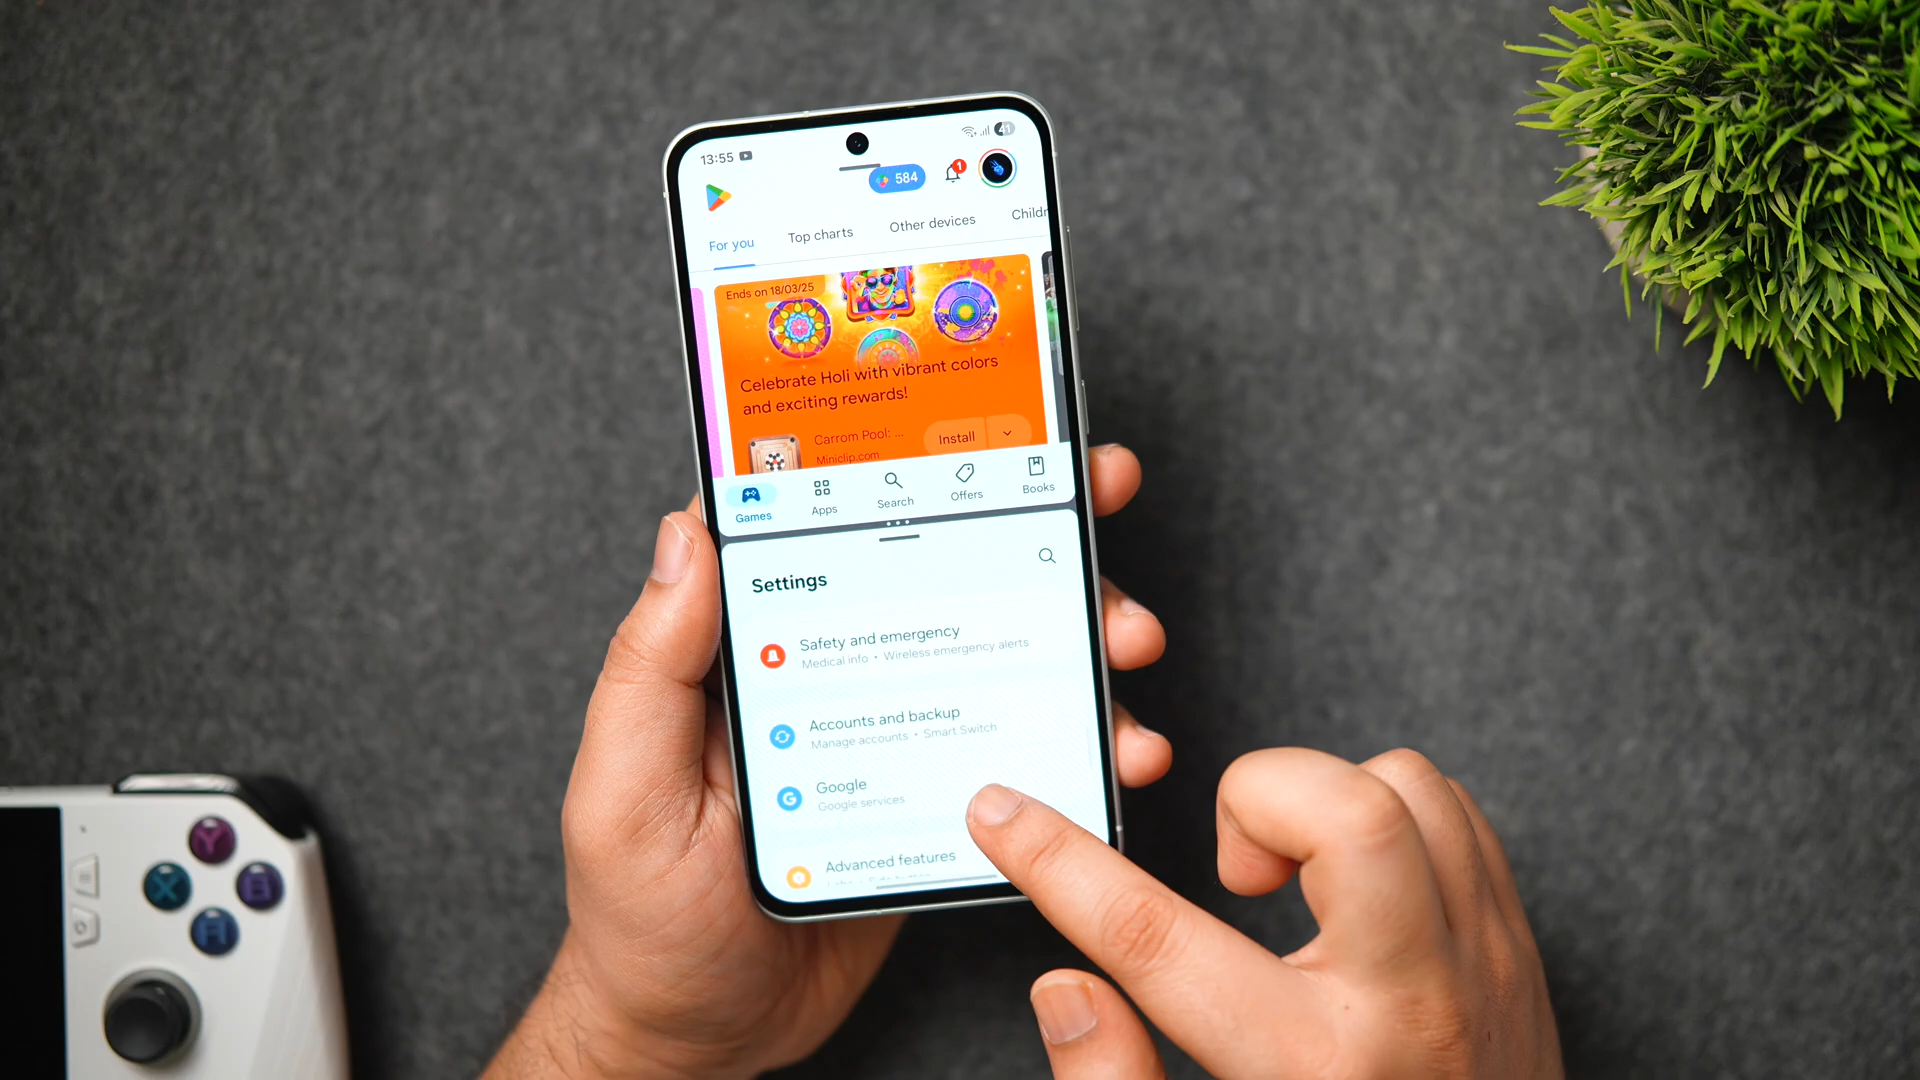 13:55
41
584
1
For you
Top charts
Other devices
Childr
Ends on 18/03/25
Celebrate Holi with vibrant colors
and exciting rewards!
Carrom Pool: ...
Miniclip.com
Install
Games
Apps
Search
Offers
Books
Settings
Safety and emergency
Medical info • Wireless emergency alerts
Accounts and backup
Manage accounts • Smart Switch
G
Google
Google services
Advanced features
Y
X
B
A